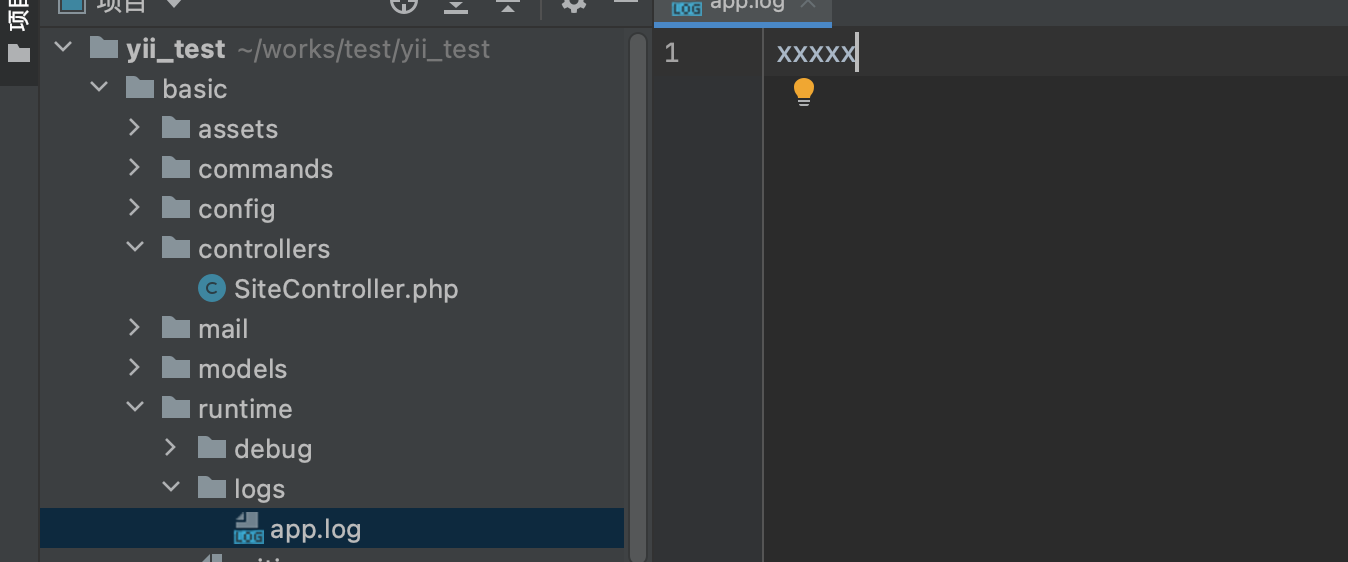 项目
项目
yii_test ~/works/test/yii_test
basic
assets
commands
config
controllers
C SiteController.php
mail
models
runtime
debug
logs
LOG app.log
LOG app.log
1 xxxxx